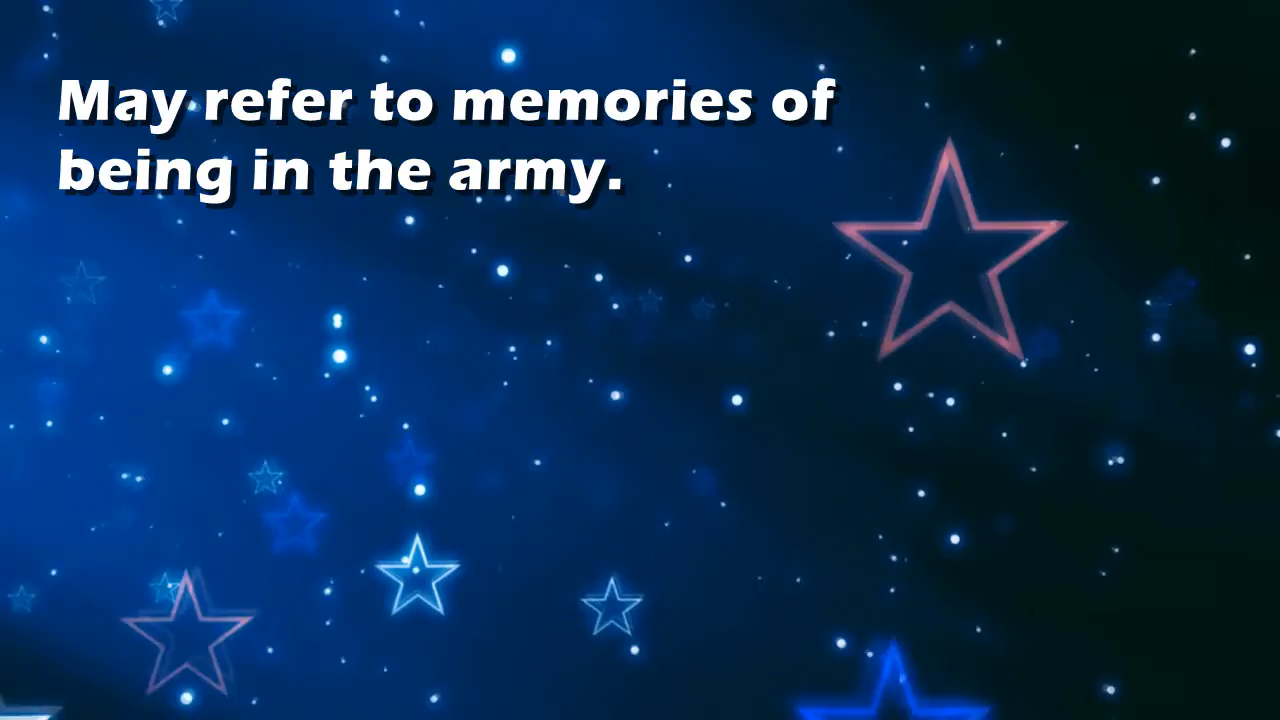 May refer to memories of
being in the army.